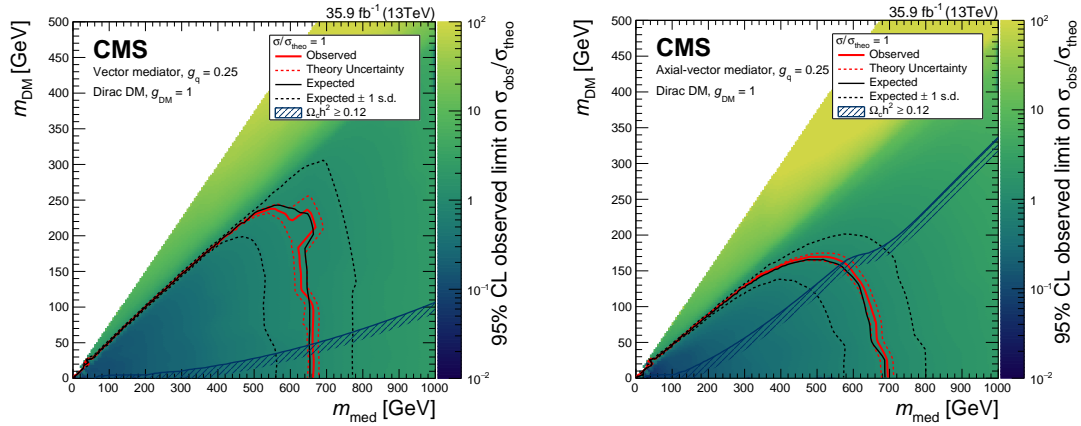 35.9 fb⁻¹ (13TeV)
CMS
Vector mediator, g_q = 0.25
Dirac DM, g_DM = 1
σ/σ_theo = 1
Observed
Theory Uncertainty
Expected
Expected ± 1 s.d.
Ω_c h² ≥ 0.12
m_DM [GeV]
500
450
400
350
300
250
200
150
100
50
0
0 100 200 300 400 500 600 700 800 900 1000
m_med [GeV]
10²
10
1
10⁻¹
10⁻²
95% CL observed limit on σ_obs/σ_theo
35.9 fb⁻¹ (13TeV)
CMS
Axial-vector mediator, g_q = 0.25
Dirac DM, g_DM = 1
σ/σ_theo = 1
Observed
Theory Uncertainty
Expected
Expected ± 1 s.d.
Ω_c h² ≥ 0.12
m_DM [GeV]
500
450
400
350
300
250
200
150
100
50
0
0 100 200 300 400 500 600 700 800 900 1000
m_med [GeV]
10²
10
1
10⁻¹
10⁻²
95% CL observed limit on σ_obs/σ_theo